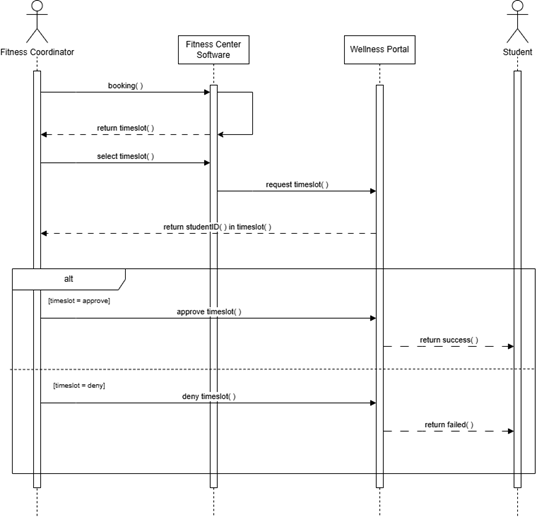 Fitness Coordinator
Fitness Center
Software
Wellness Portal
Student
booking( )
return timeslot( )
select timeslot( )
request timeslot( )
return studentID( ) in timeslot( )
alt
[timeslot = approve]
approve timeslot( )
return success( )
[timeslot = deny]
deny timeslot( )
return failed( )